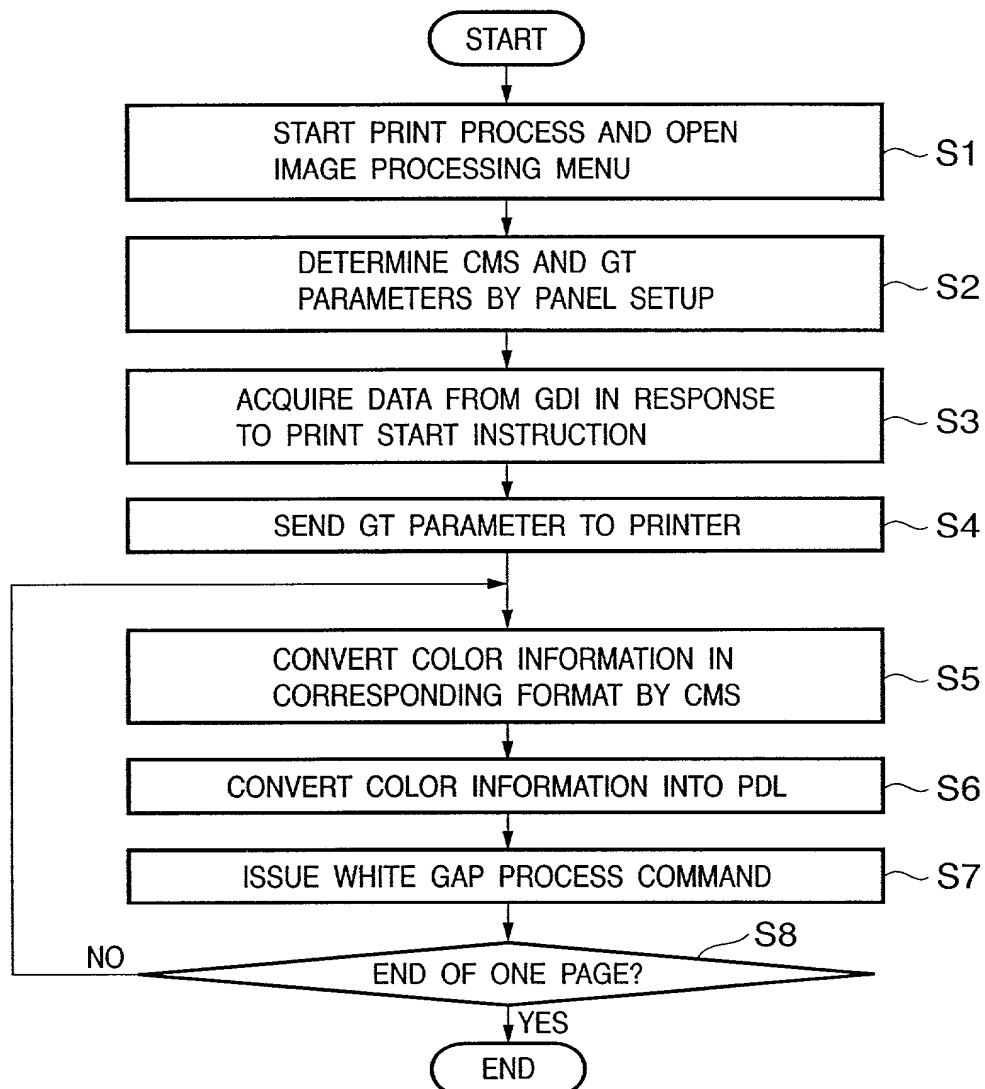 START
START PRINT PROCESS AND OPEN
IMAGE PROCESSING MENU
S1
DETERMINE CMS AND GT
PARAMETERS BY PANEL SETUP
S2
ACQUIRE DATA FROM GDI IN RESPONSE
TO PRINT START INSTRUCTION
S3
SEND GT PARAMETER TO PRINTER
S4
CONVERT COLOR INFORMATION IN
CORRESPONDING FORMAT BY CMS
S5
CONVERT COLOR INFORMATION INTO PDL
S6
ISSUE WHITE GAP PROCESS COMMAND
S7
S8
NO
END OF ONE PAGE?
YES
END